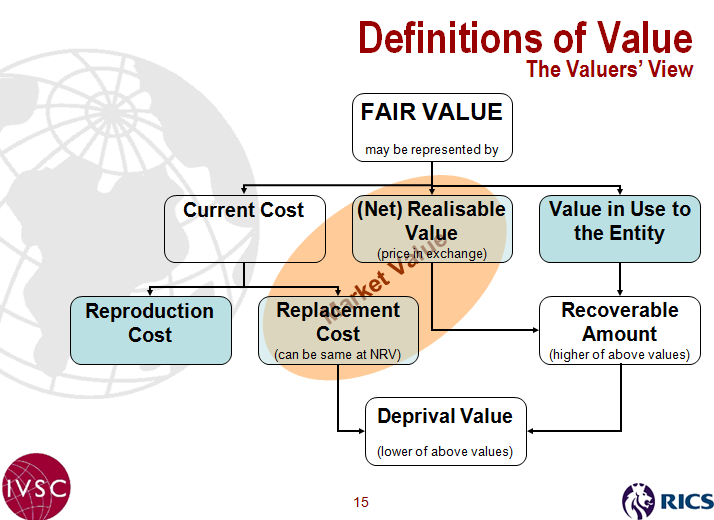 Definitions of Value
The Valuers' View
FAIR VALUE
may be represented by
Current Cost
(Net) Realisable
Value
(price in exchange)
Value in Use to
the Entity
Market Value
Reproduction
Cost
Replacement
Cost
(can be same at NRV)
Recoverable
Amount
(higher of above values)
Deprival Value
(lower of above values)
IVSC
15
RICS